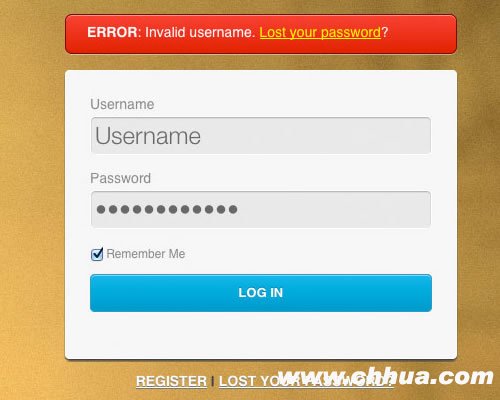 ERROR: Invalid username. Lost your password?
Username
Username
Password
Remember Me
LOG IN
REGISTER | LOST YOUR PASSWORD?
www.chhua.com